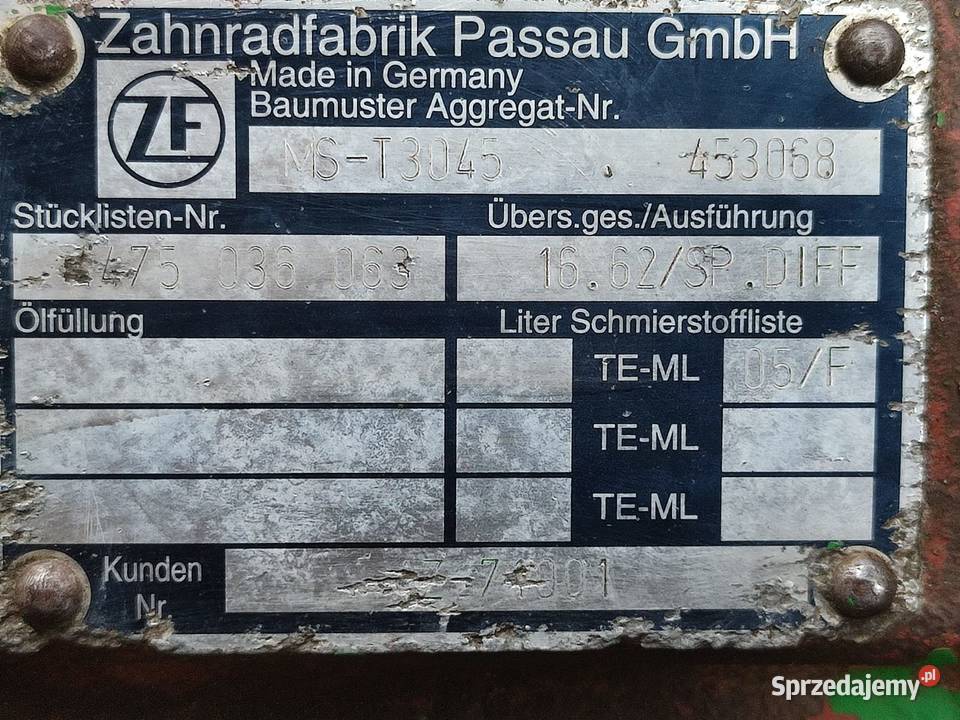 Zahnradfabrik Passau GmbH
ZF
Made in Germany
Baumuster Aggregat-Nr.
MS-T3045 . 453068
Stücklisten-Nr. Übers.ges./Ausführung
475 036 063 16.62/SP.DIFF
Ölfüllung Liter Schmierstoffliste
TE-ML 05/F
TE-ML
TE-ML
Kunden
Nr.
Sprzedajemy.pl